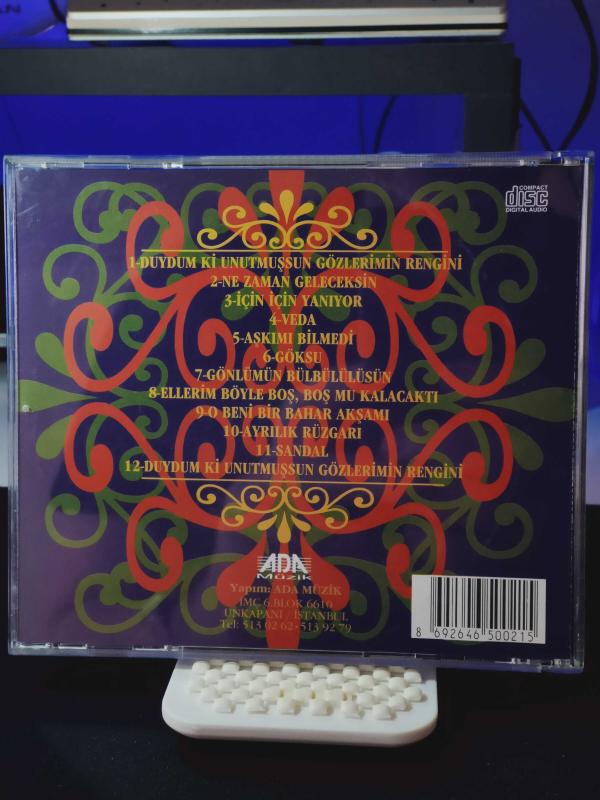 COMPACT
disc
DIGITAL AUDIO
1-DUYDUM Kİ UNUTMUŞSUN GÖZLERİMİN RENGİNİ
2-NE ZAMAN GELECEKSİN
3-İÇİN İÇİN YANIYOR
4-VEDA
5-AŞKIMI BİLMEDİ
6-GÖKSU
7-GÖNLÜMÜN BÜLBÜLÜLÜSÜN
8-ELLERİM BÖYLE BOŞ, BOŞ MU KALACAKTI
9-O BENİ BİR BAHAR AKŞAMI
10-AYRILIK RÜZGARI
11-SANDAL
12-DUYDUM Kİ UNUTMUŞSUN GÖZLERİMİN RENGİNİ
ADA
Müzik
Yapım: ADA MÜZİK
IMC 6.BLOK 6610
UNKAPANI / İSTANBUL
Tel: 513 02 62 - 513 92 79
8 692646 500215